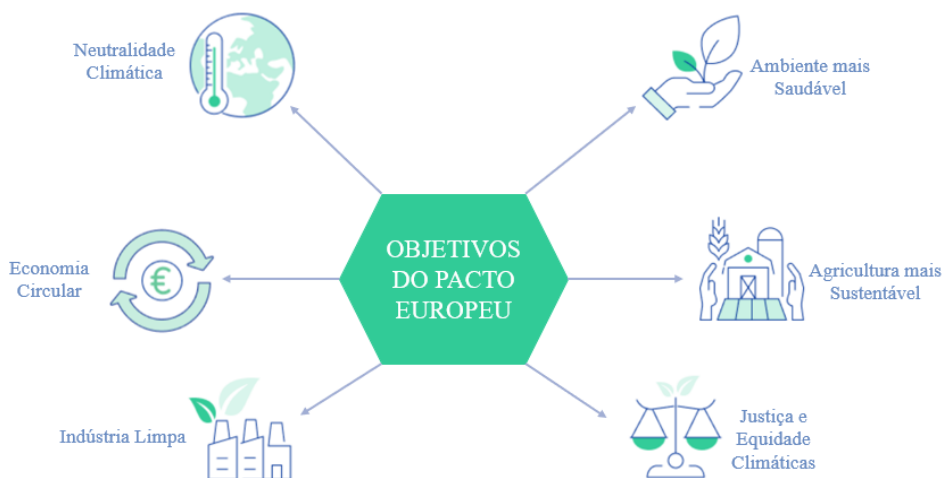 Neutralidade
Climática
Ambiente mais
Saudável
OBJETIVOS
DO PACTO
EUROPEU
Economia
Circular
€
Agricultura mais
Sustentável
Indústria Limpa
Justiça e
Equidade
Climáticas